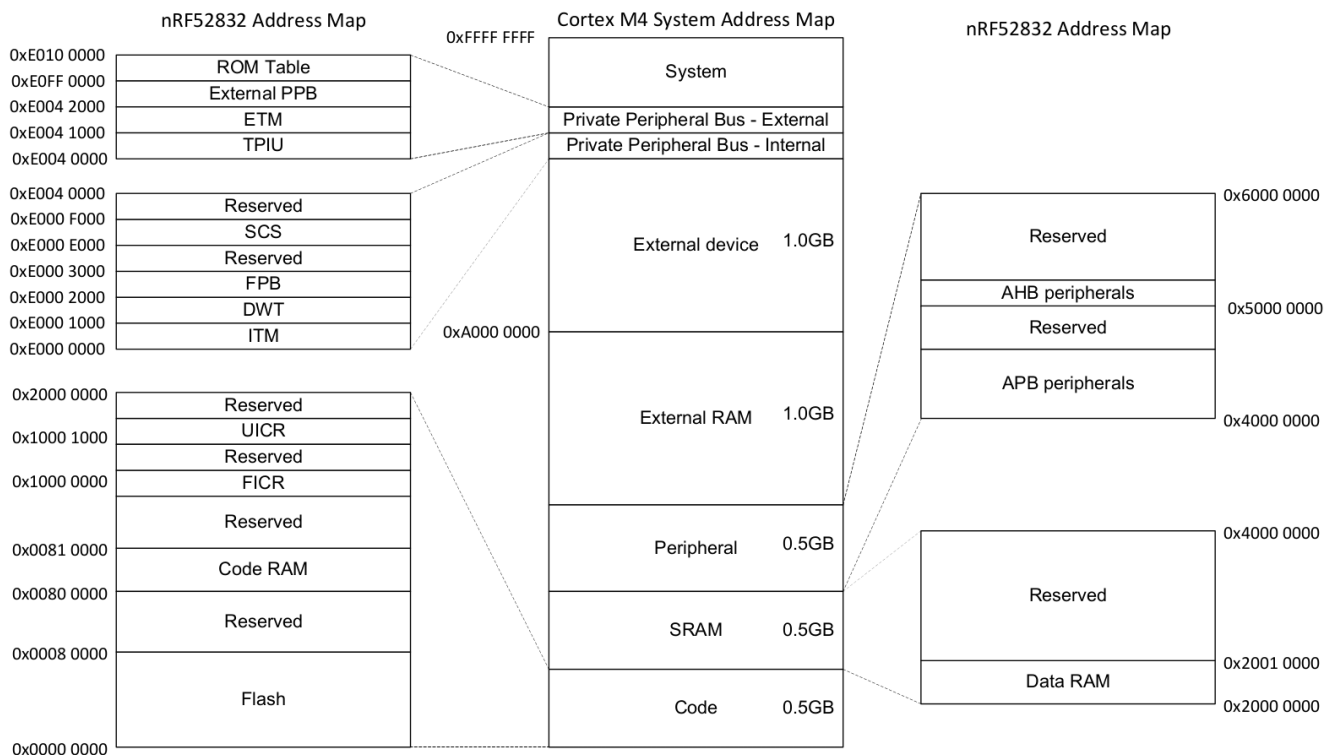 nRF52832 Address Map
0xE010 0000
ROM Table
0xE0FF 0000
External PPB
0xE004 2000
ETM
0xE004 1000
TPIU
0xE004 0000
0xE004 0000
Reserved
0xE000 F000
SCS
0xE000 E000
Reserved
0xE000 3000
FPB
0xE000 2000
DWT
0xE000 1000
ITM
0xE000 0000
0x2000 0000
Reserved
UICR
0x1000 1000
Reserved
0x1000 0000
FICR
Reserved
0x0081 0000
Code RAM
0x0080 0000
Reserved
0x0008 0000
Flash
0x0000 0000
Cortex M4 System Address Map
0xFFFF FFFF
System
Private Peripheral Bus - External
Private Peripheral Bus - Internal
External device 1.0GB
0xA000 0000
External RAM 1.0GB
Peripheral 0.5GB
SRAM 0.5GB
Code 0.5GB
nRF52832 Address Map
0x6000 0000
Reserved
AHB peripherals
0x5000 0000
Reserved
APB peripherals
0x4000 0000
0x4000 0000
Reserved
0x2001 0000
Data RAM
0x2000 0000